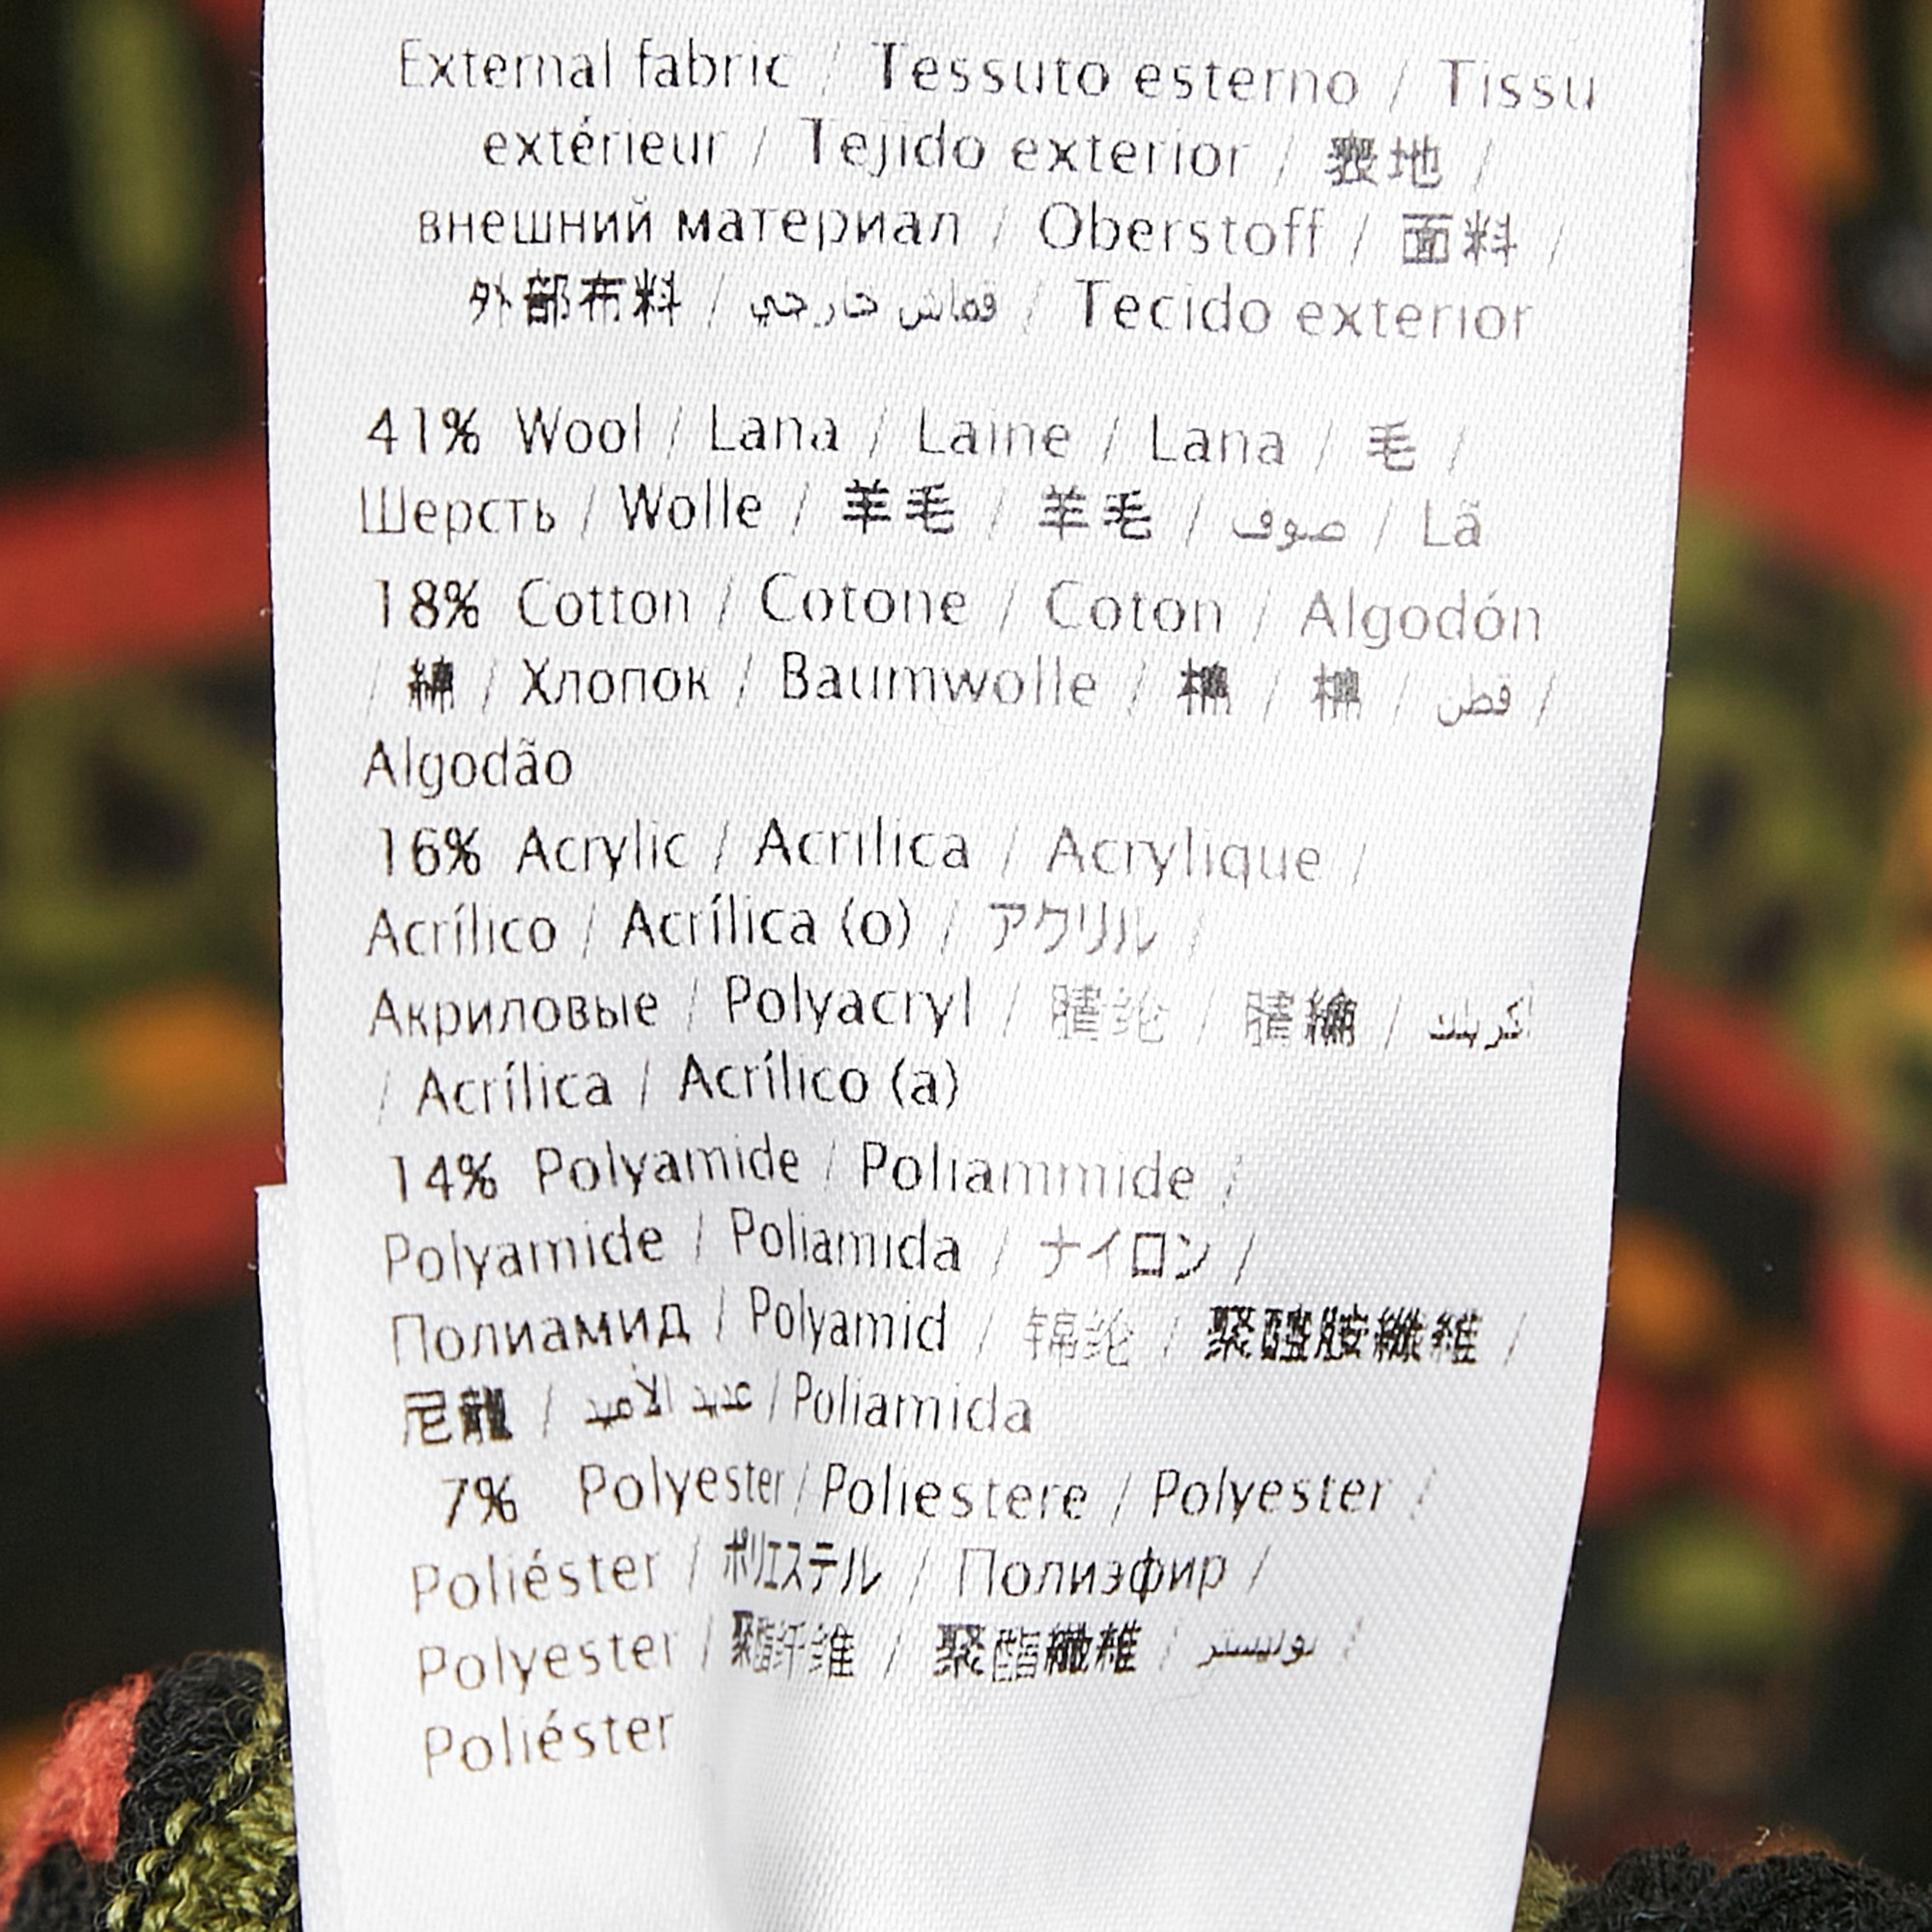 External fabric / Tessuto esterno / Tissu
extérieur / Tejido exterior / 表地 /
внешний материал / Oberstoff / 面料 /
外部布料 / قماش خارجي / Tecido exterior
41% Wool / Lana / Laine / Lana / 毛 /
Шерсть / Wolle / 羊毛 / 羊毛 / صوف / Lã
18% Cotton / Cotone / Coton / Algodón
/ 綿 / Хлопок / Baumwolle / 棉 / 棉 / قطن /
Algodão
16% Acrylic / Acrilica / Acrylique /
Acrílico / Acrílica (o) / アクリル /
Акриловые / Polyacryl / 腈纶 / 腈綸 / اكريلك
/ Acrílica / Acrílico (a)
14% Polyamide / Poliammide /
Polyamide / Poliamida / ナイロン /
Полиамид / Polyamid / 锦纶 / 聚醯胺纖維 /
尼龍 / عديد الأميد / Poliamida
7% Polyester / Poliestere / Polyester /
Poliéster / ポリエステル / Полиэфир /
Polyester / 聚酯纤维 / 聚酯纖維 / بوليستر /
Poliéster